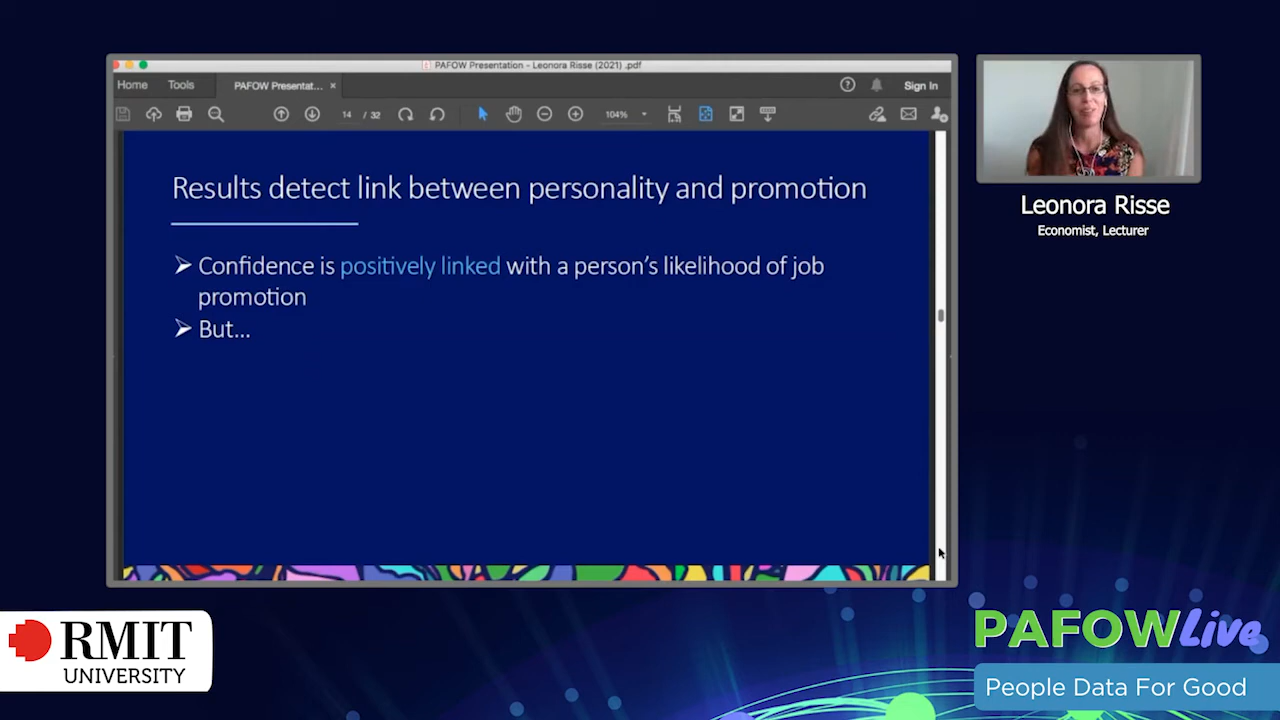 PAFOW Presentation - Leonora Risse (2021) .pdf
Home Tools PAFOW Presentat... × Sign In
14 / 32 104%
Results detect link between personality and promotion
➢ Confidence is positively linked with a person's likelihood of job
promotion
➢ But...
Leonora Risse
Economist, Lecturer
RMIT
UNIVERSITY
PAFOW Live
People Data For Good